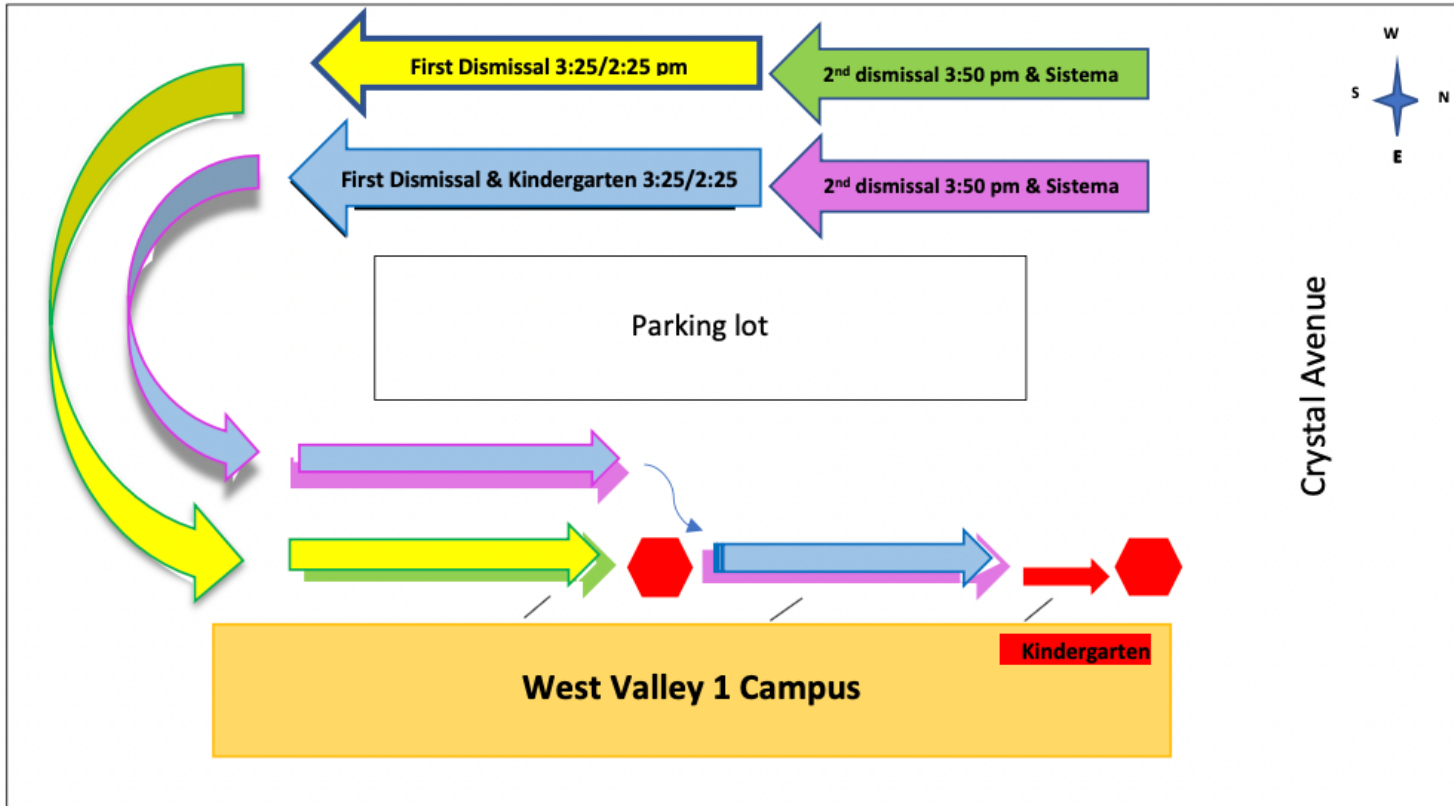 First Dismissal 3:25/2:25 pm
2nd dismissal 3:50 pm & Sistema
W
S
N
E
First Dismissal & Kindergarten 3:25/2:25
2nd dismissal 3:50 pm & Sistema
Parking lot
Crystal Avenue
Kindergarten
West Valley 1 Campus